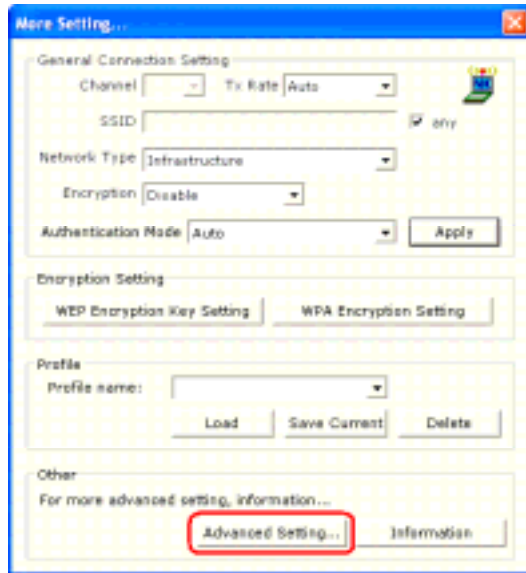 More Setting...
General Connection Setting
Channel
Tx Rate Auto
SSID
any
Network Type Infrastructure
Encryption Disable
Authentication Mode Auto
Apply
Encryption Setting
WEP Encryption Key Setting
WPA Encryption Setting
Profile
Profile name:
Load
Save Current
Delete
Other
For more advanced setting, information...
Advanced Setting...
Information